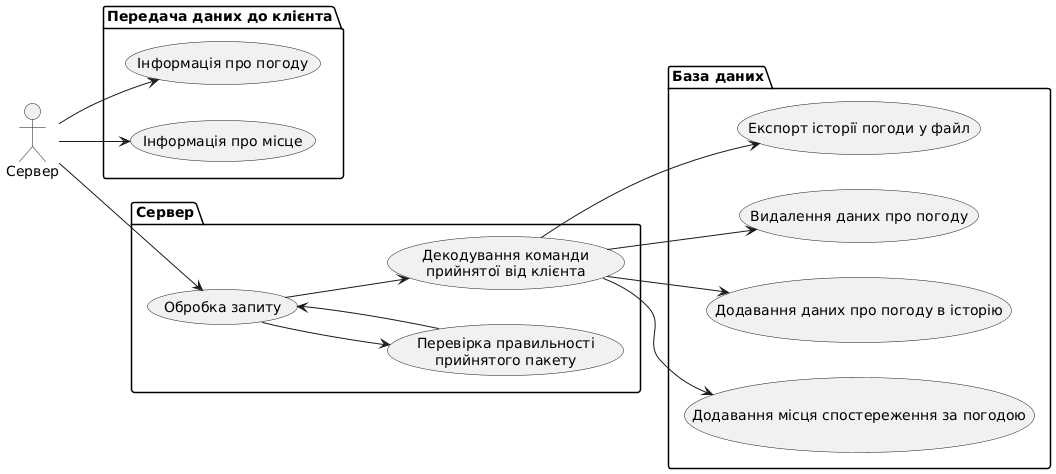 Передача даних до клієнта
Інформація про погоду
Інформація про місце
Сервер
Сервер
Обробка запиту
Декодування команди
прийнятої від клієнта
Перевірка правильності
прийнятого пакету
База даних
Експорт історії погоди у файл
Видалення даних про погоду
Додавання даних про погоду в історію
Додавання місця спостереження за погодою